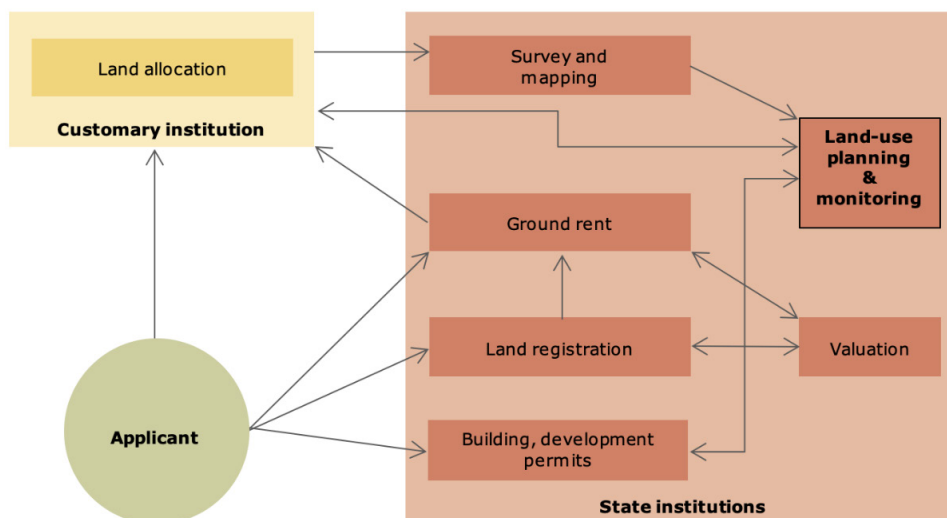 Land allocation
Customary institution
Survey and
mapping
Land-use
planning
&
monitoring
Ground rent
Land registration
Valuation
Applicant
Building, development
permits
State institutions